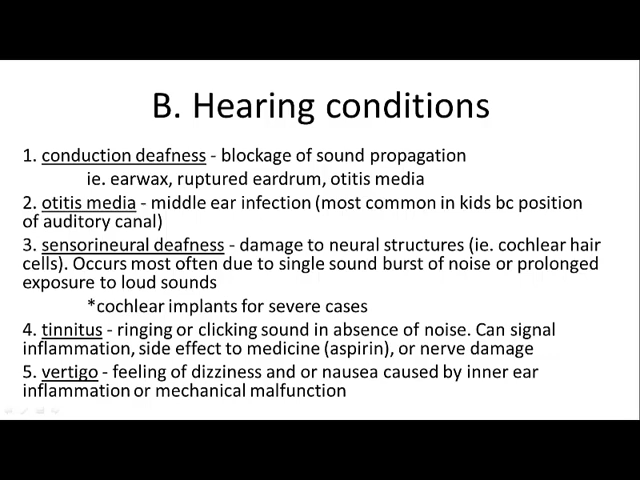 B. Hearing conditions
1. conduction deafness - blockage of sound propagation
ie. earwax, ruptured eardrum, otitis media
2. otitis media - middle ear infection (most common in kids bc position
of auditory canal)
3. sensorineural deafness - damage to neural structures (ie. cochlear hair
cells). Occurs most often due to single sound burst of noise or prolonged
exposure to loud sounds
*cochlear implants for severe cases
4. tinnitus - ringing or clicking sound in absence of noise. Can signal
inflammation, side effect to medicine (aspirin), or nerve damage
5. vertigo - feeling of dizziness and or nausea caused by inner ear
inflammation or mechanical malfunction